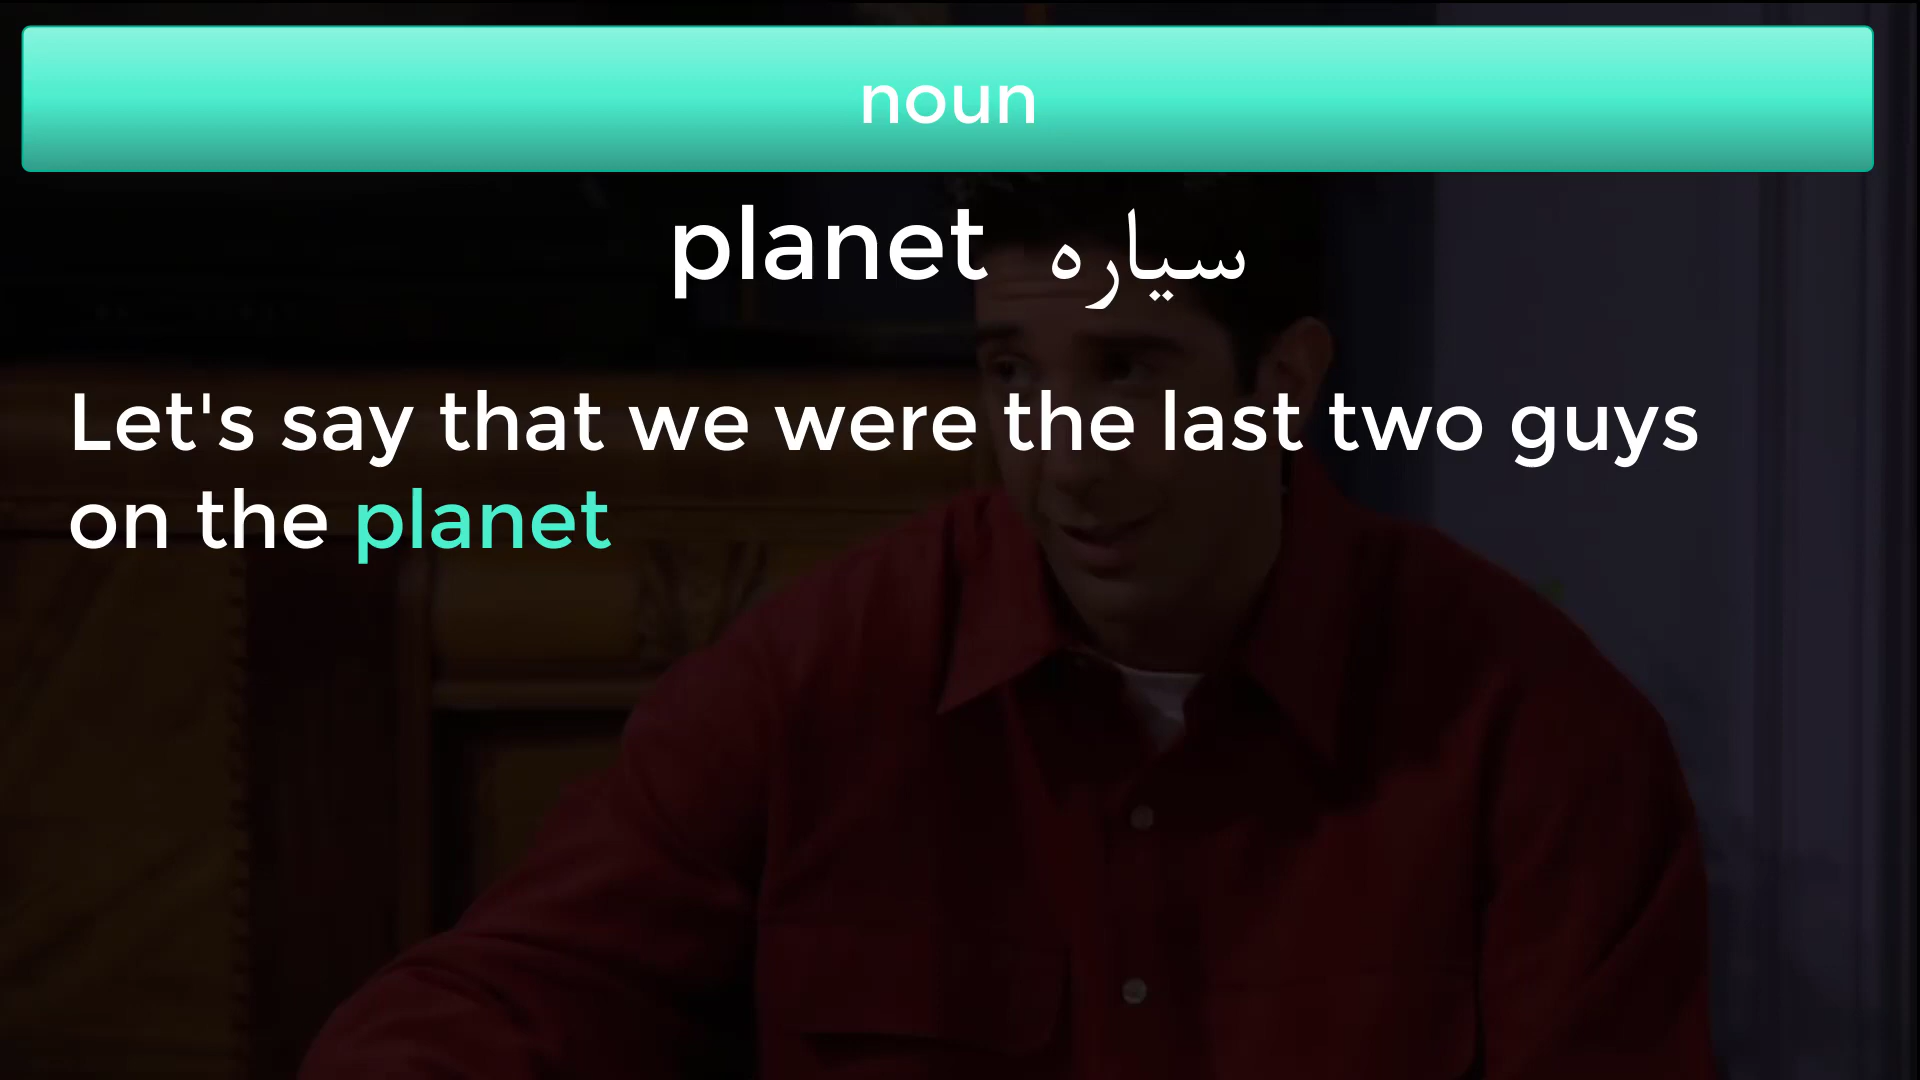 noun
planet سیاره
Let's say that we were the last two guys
on the planet